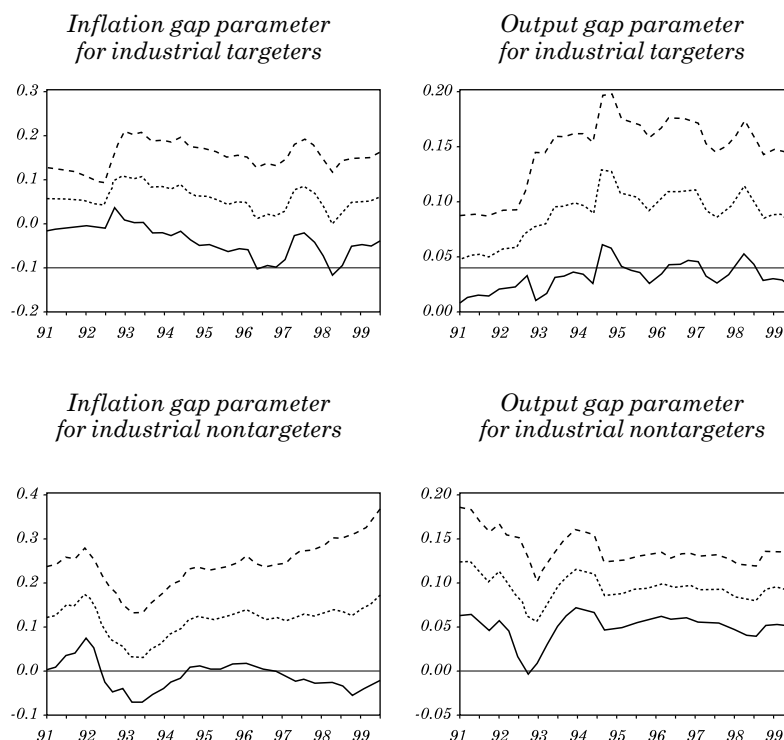 Inflation gap parameter
for industrial targeters
0.3
0.2
0.1
0.0
-0.1
-0.2
91 92 93 94 95 96 97 98 99
Output gap parameter
for industrial targeters
0.20
0.15
0.10
0.05
0.00
91 92 93 94 95 96 97 98 99
Inflation gap parameter
for industrial nontargeters
0.4
0.3
0.2
0.1
0.0
-0.1
91 92 93 94 95 96 97 98 99
Output gap parameter
for industrial nontargeters
0.20
0.15
0.10
0.05
0.00
-0.05
91 92 93 94 95 96 97 98 99